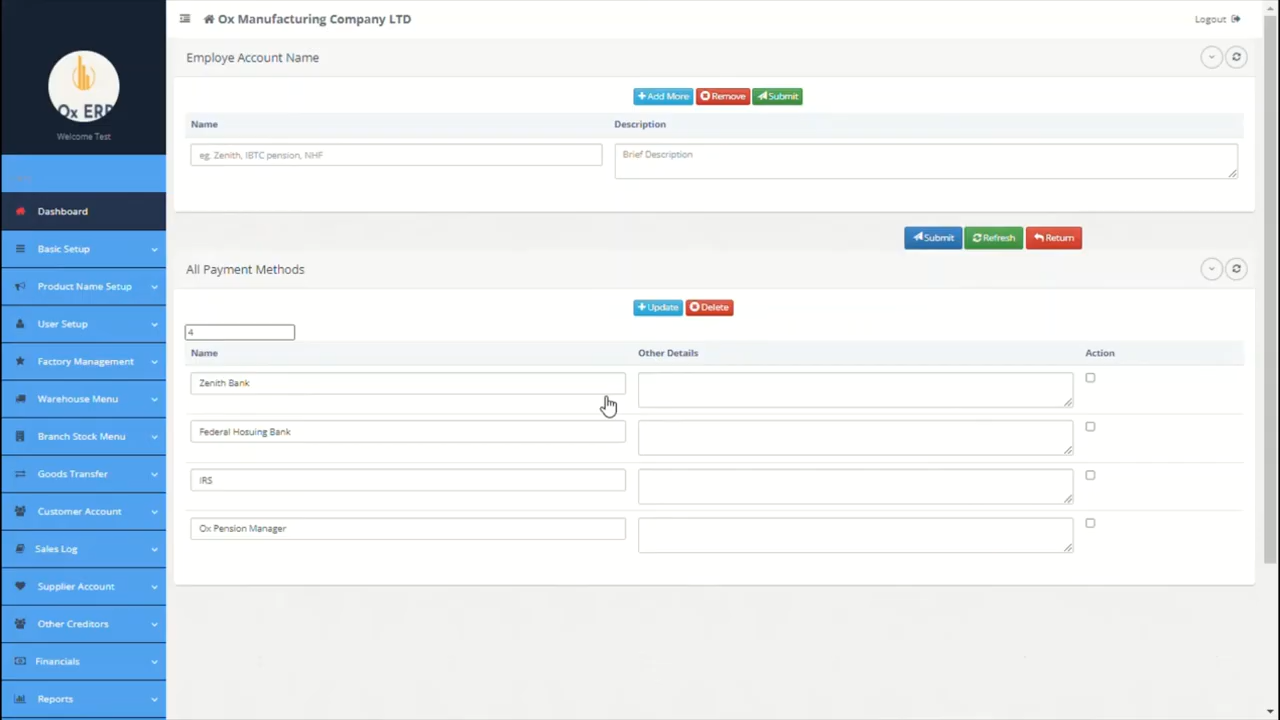 Ox Manufacturing Company LTD
Logout
Ox ERP
Welcome Test
Dashboard
Basic Setup
Product Name Setup
User Setup
Factory Management
Warehouse Menu
Branch Stock Menu
Goods Transfer
Customer Account
Sales Log
Supplier Account
Other Creditors
Financials
Reports
Employe Account Name
Add More Remove Submit
Name Description
eg. Zenith, IBTC pension, NHF Brief Description
Submit Refresh Return
All Payment Methods
Update Delete
4
Name Other Details Action
Zenith Bank
Federal Hosuing Bank
IRS
Ox Pension Manager